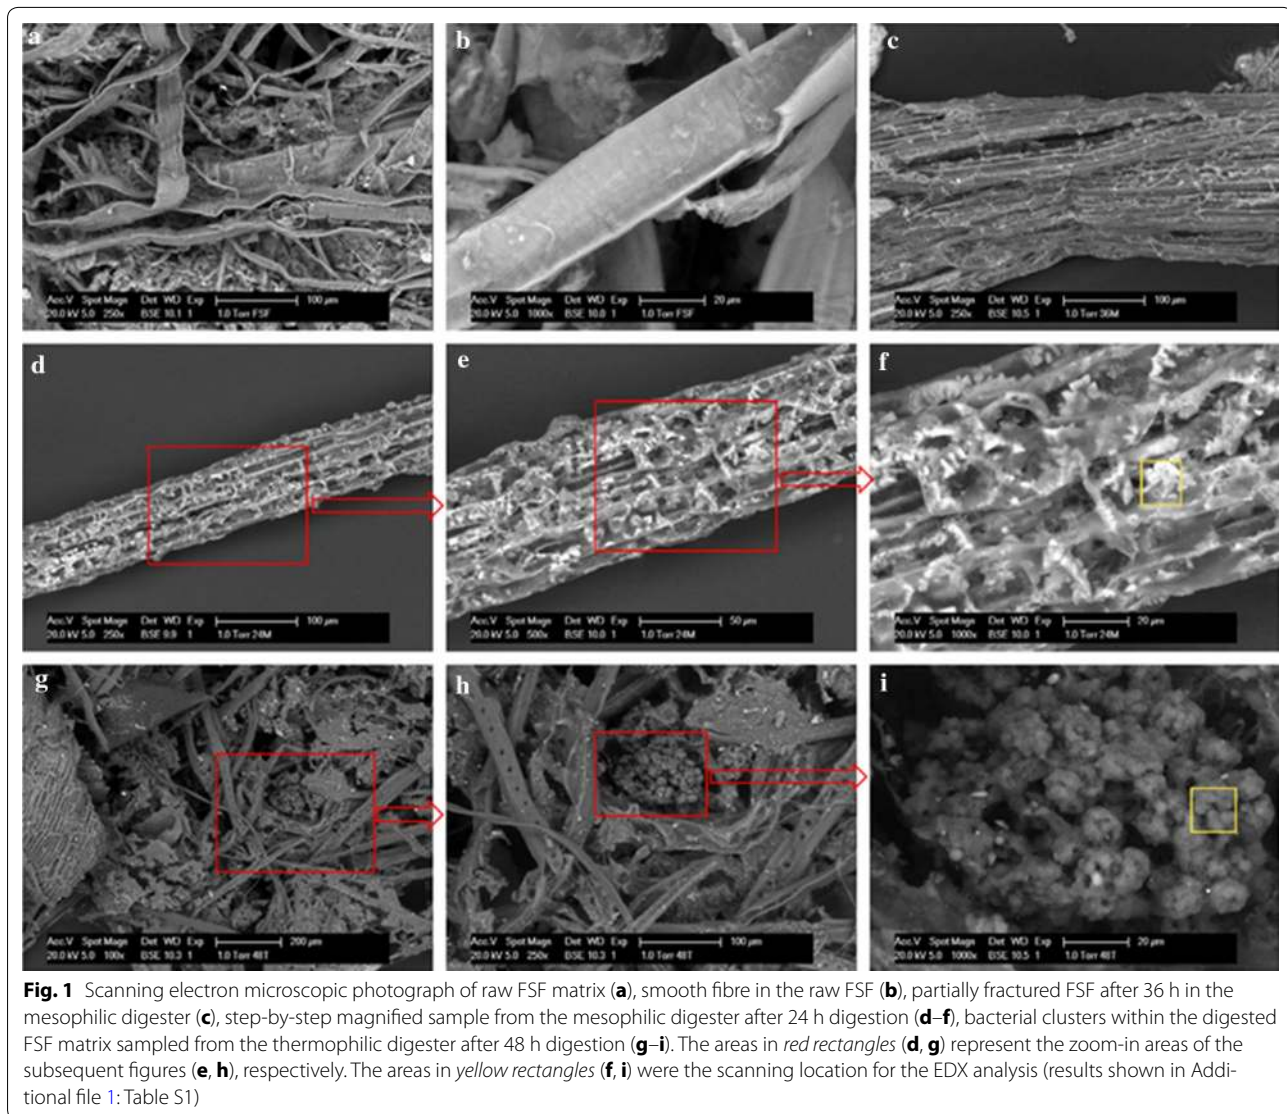 a
b
c
Acc.V Spot Magn Det WD Exp 100 µm
20.0 kV 5.0 250x BSE 10.1 1 1.0 Torr FSF
Acc.V Spot Magn Det WD Exp 20 µm
20.0 kV 5.0 1000x BSE 10.0 1 1.0 Torr FSF
Acc.V Spot Magn Det WD Exp 100 µm
20.0 kV 5.0 250x BSE 10.5 1 1.0 Torr 36M
d
e
f
Acc.V Spot Magn Det WD Exp 100 µm
20.0 kV 5.0 250x BSE 9.9 1 1.0 Torr 24M
Acc.V Spot Magn Det WD Exp 50 µm
20.0 kV 5.0 500x BSE 10.0 1 1.0 Torr 24M
Acc.V Spot Magn Det WD Exp 20 µm
20.0 kV 5.0 1000x BSE 10.0 1 1.0 Torr 24M
g
h
i
Acc.V Spot Magn Det WD Exp 200 µm
20.0 kV 5.0 100x BSE 10.3 1 1.0 Torr 48T
Acc.V Spot Magn Det WD Exp 100 µm
20.0 kV 5.0 250x BSE 10.3 1 1.0 Torr 48T
Acc.V Spot Magn Det WD Exp 20 µm
20.0 kV 5.0 1000x BSE 10.5 1 1.0 Torr 48T
Fig. 1 Scanning electron microscopic photograph of raw FSF matrix (a), smooth fibre in the raw FSF (b), partially fractured FSF after 36 h in the
mesophilic digester (c), step-by-step magnified sample from the mesophilic digester after 24 h digestion (d–f), bacterial clusters within the digested
FSF matrix sampled from the thermophilic digester after 48 h digestion (g–i). The areas in red rectangles (d, g) represent the zoom-in areas of the
subsequent figures (e, h), respectively. The areas in yellow rectangles (f, i) were the scanning location for the EDX analysis (results shown in Addi-
tional file 1: Table S1)